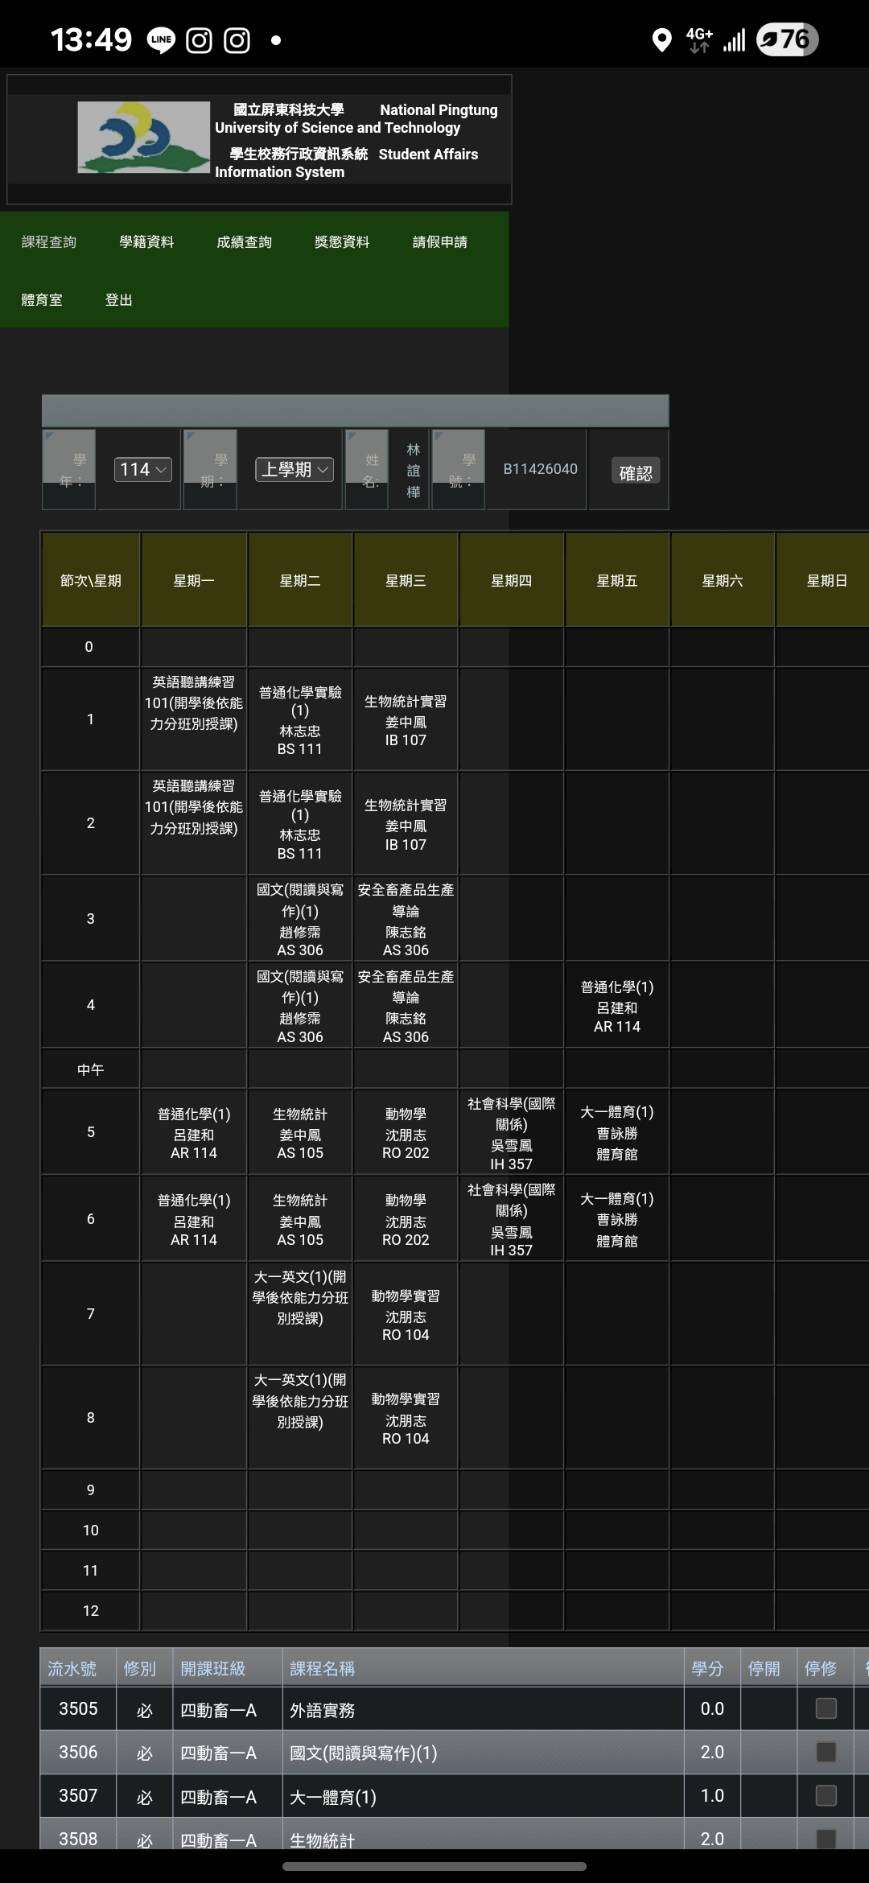 13:49 LINE 4G+ 76
國立屏東科技大學 National Pingtung
University of Science and Technology
學生校務行政資訊系統 Student Affairs
Information System
課程查詢 學籍資料 成績查詢 獎懲資料 請假申請
體育室 登出
學年： 114 學期： 上學期 姓名: 林誼樺 學號： B11426040 確認
節次\星期 星期一 星期二 星期三 星期四 星期五 星期六 星期日
0
1
英語聽講練習
101(開學後依能
力分班別授課)
普通化學實驗
(1)
林志忠
BS 111
生物統計實習
姜中鳳
IB 107
2
英語聽講練習
101(開學後依能
力分班別授課)
普通化學實驗
(1)
林志忠
BS 111
生物統計實習
姜中鳳
IB 107
3
國文(閱讀與寫
作)(1)
趙修霈
AS 306
安全畜產品生產
導論
陳志銘
AS 306
4
國文(閱讀與寫
作)(1)
趙修霈
AS 306
安全畜產品生產
導論
陳志銘
AS 306
普通化學(1)
呂建和
AR 114
中午
5
普通化學(1)
呂建和
AR 114
生物統計
姜中鳳
AS 105
動物學
沈朋志
RO 202
社會科學(國際
關係)
吳雪鳳
IH 357
大一體育(1)
曹詠勝
體育館
6
普通化學(1)
呂建和
AR 114
生物統計
姜中鳳
AS 105
動物學
沈朋志
RO 202
社會科學(國際
關係)
吳雪鳳
IH 357
大一體育(1)
曹詠勝
體育館
7
大一英文(1)(開
學後依能力分班
別授課)
動物學實習
沈朋志
RO 104
8
大一英文(1)(開
學後依能力分班
別授課)
動物學實習
沈朋志
RO 104
9
10
11
12
流水號 修別 開課班級 課程名稱 學分 停開 停修
3505 必 四動畜一A 外語實務 0.0
3506 必 四動畜一A 國文(閱讀與寫作)(1) 2.0
3507 必 四動畜一A 大一體育(1) 1.0
3508 必 四動畜一A 生物統計 2.0